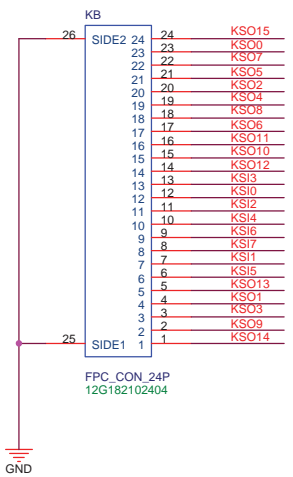 KB
26 SIDE2 24 24 KSO15
23 23 KSO0
22 22 KSO7
21 21 KSO5
20 20 KSO2
19 19 KSO4
18 18 KSO8
17 17 KSO6
16 16 KSO11
15 15 KSO10
14 14 KSO12
13 13 KSI3
12 12 KSI0
11 11 KSI2
10 10 KSI4
9 9 KSI6
8 8 KSI7
7 7 KSI1
6 6 KSI5
5 5 KSO13
4 4 KSO1
3 3 KSO3
2 2 KSO9
25 SIDE1 1 1 KSO14
FPC_CON_24P
12G182102404
GND